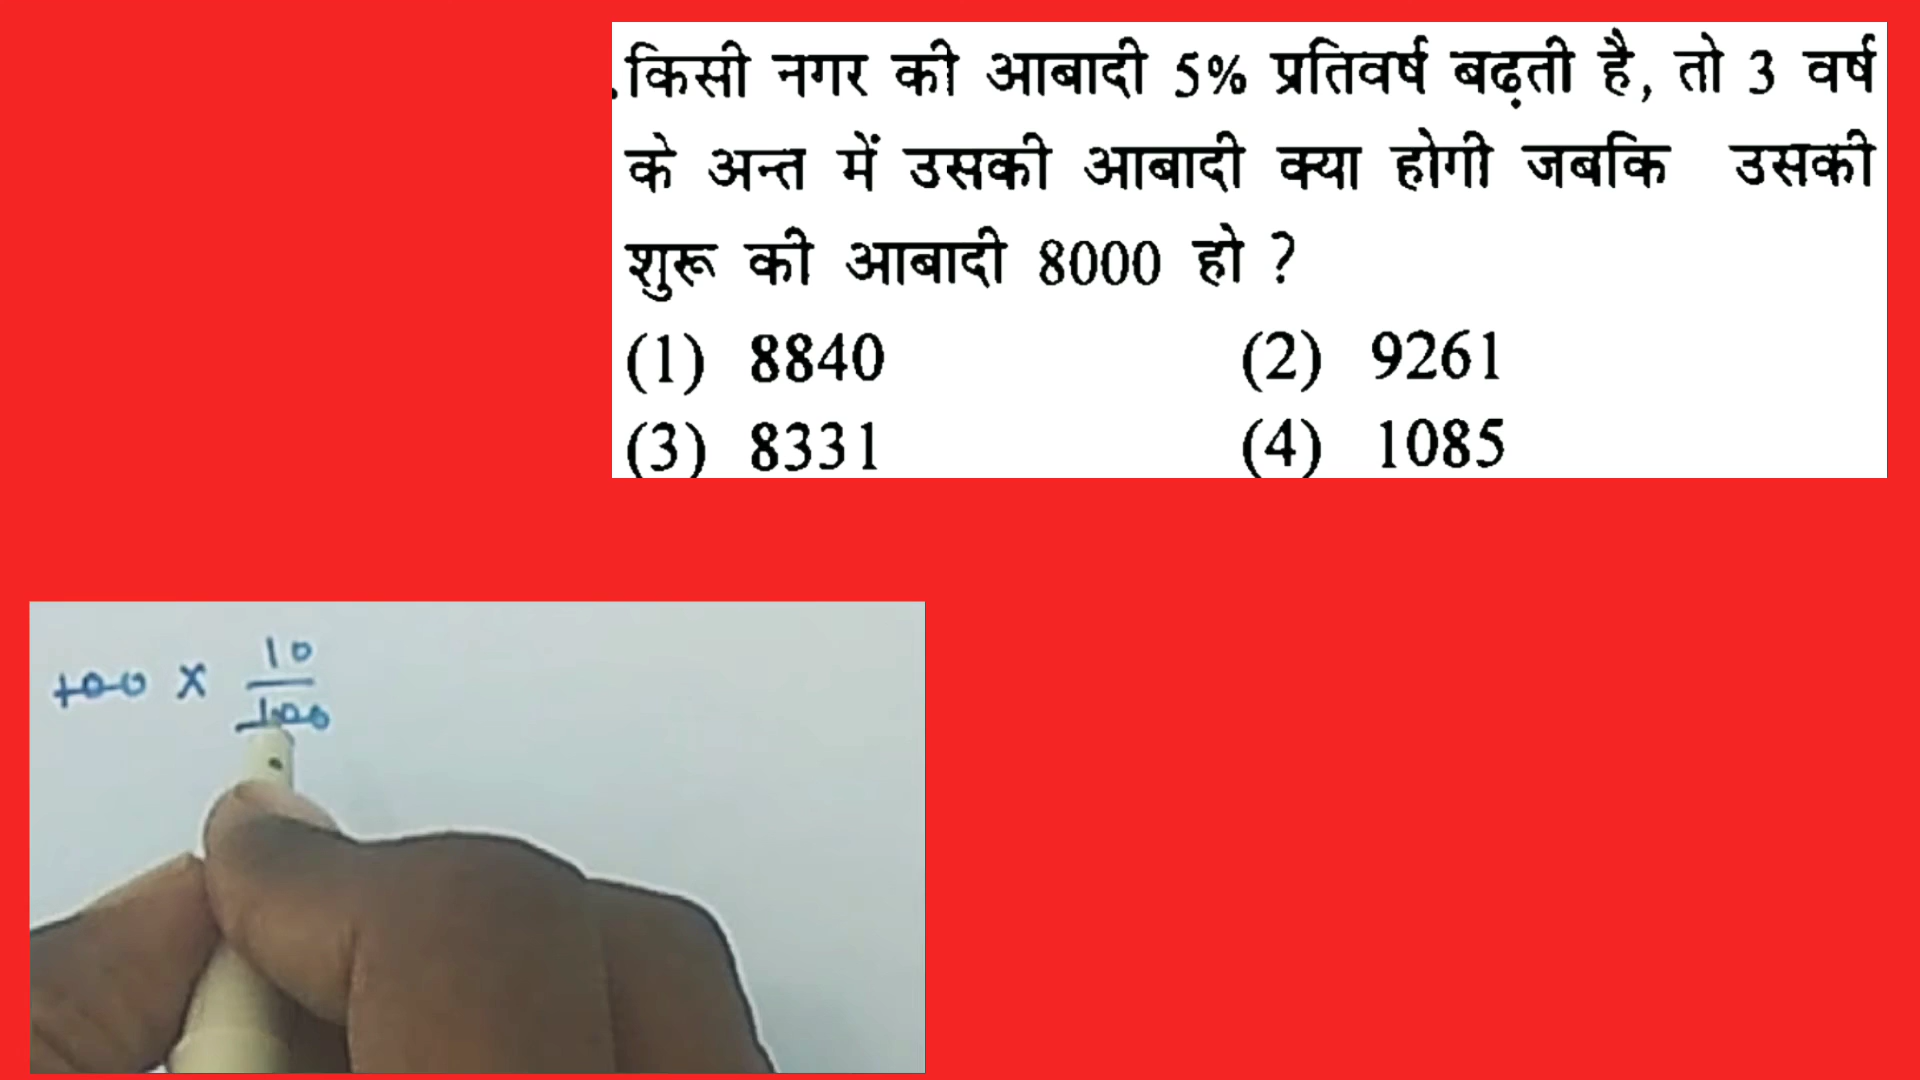 किसी नगर की आबादी 5% प्रतिवर्ष बढ़ती है, तो 3 वर्ष
के अन्त में उसकी आबादी क्या होगी जबकि उसकी
शुरू की आबादी 8000 हो ?
(1) 8840 (2) 9261
(3) 8331 (4) 1085
100 × 10
100